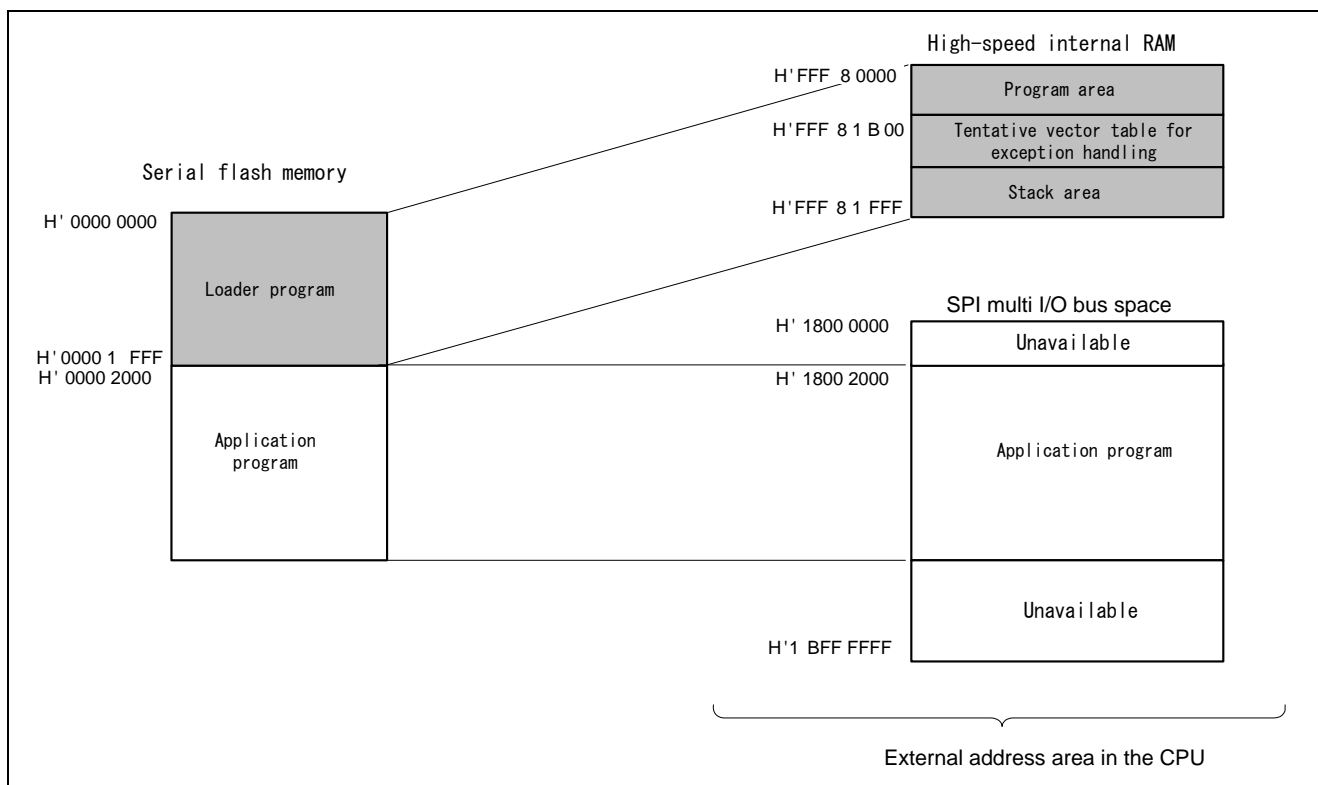 High-speed internal RAM
H'FFF 8 0000
Program area
H'FFF 8 1 B 00
Tentative vector table for
exception handling
Stack area
H'FFF 8 1 FFF
Serial flash memory
H' 0000 0000
Loader program
H' 0000 1 FFF
H' 0000 2000
Application
program
SPI multi I/O bus space
H' 1800 0000
Unavailable
H' 1800 2000
Application program
Unavailable
H'1 BFF FFFF
External address area in the CPU